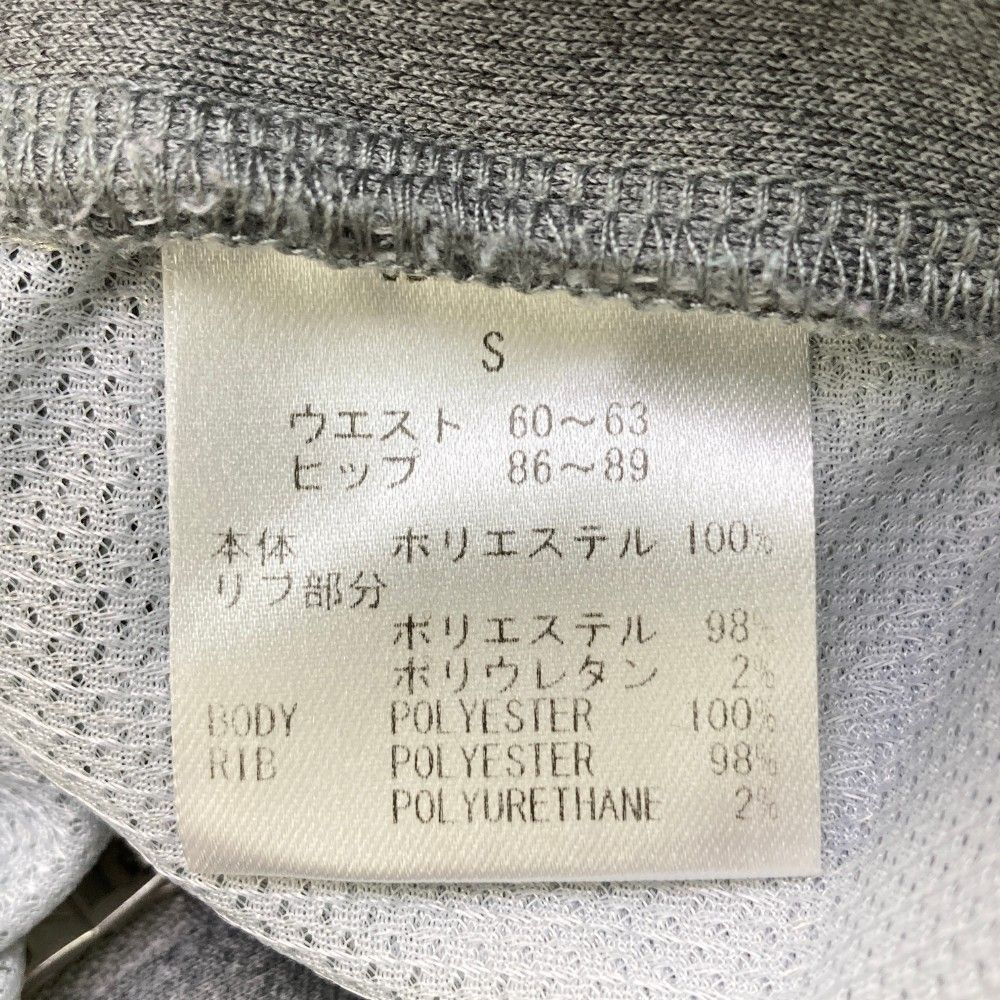 S
ウエスト 60～63
ヒップ 86～89
本体 ポリエステル 100%
リブ部分
ポリエステル 98%
ポリウレタン 2%
BODY POLYESTER 100%
RIB POLYESTER 98%
POLYURETHANE 2%